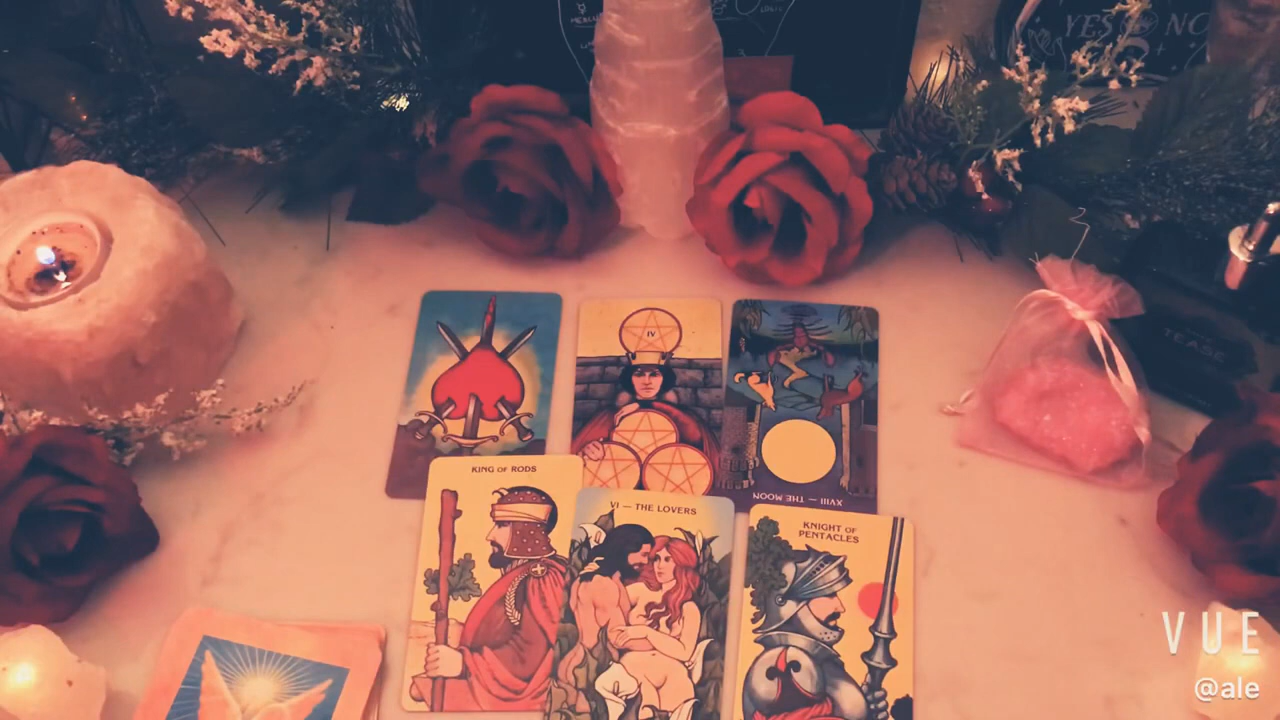 YES NO
TEASE
IV
XVIII — THE MOON
KING OF RODS
VI — THE LOVERS
KNIGHT OF
PENTACLES
VUE
@ale